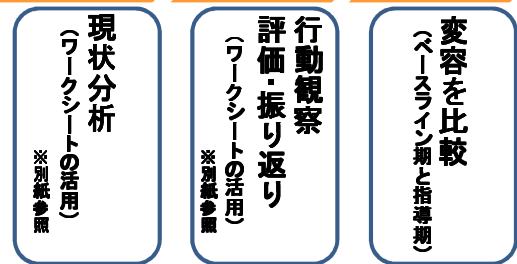 現状分析
（ワークシートの活用）
※別紙参照
行動観察
評価・振り返り
（ワークシートの活用）
※別紙参照
変容を比較
（ベースライン期と指導期）